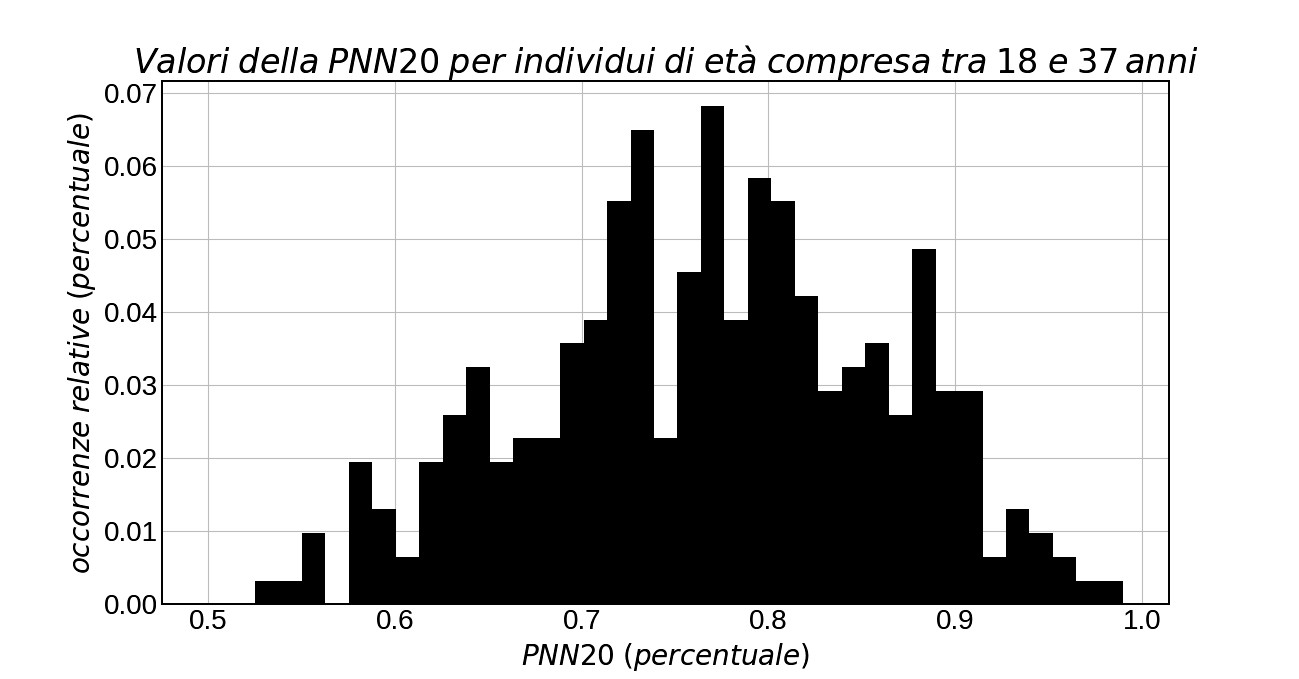 Valori della PNN20 per individui di età compresa tra 18 e 37 anni
0.07
0.06
0.05
0.04
0.03
0.02
0.01
0.00
occorrenze relative (percentuale)
0.5 0.6 0.7 0.8 0.9 1.0
PNN20 (percentuale)